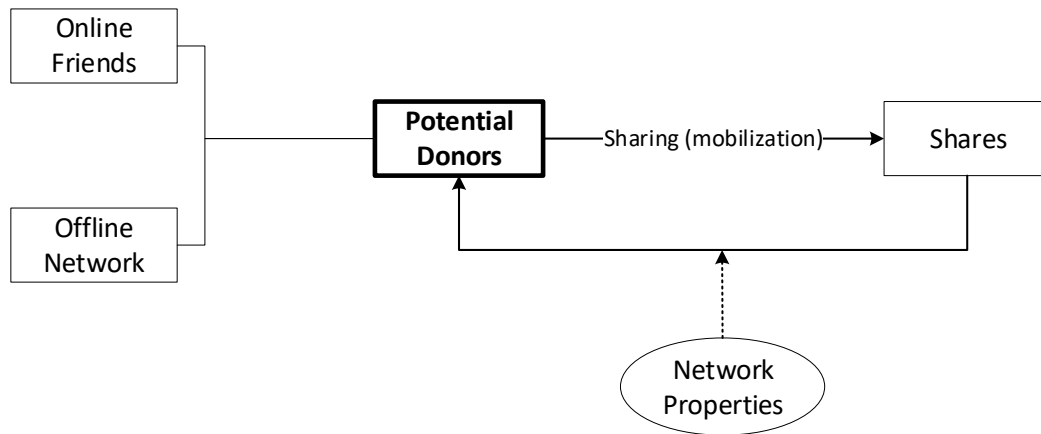 Online
Friends
Potential
Donors
Sharing (mobilization)
Shares
Offline
Network
Network
Properties